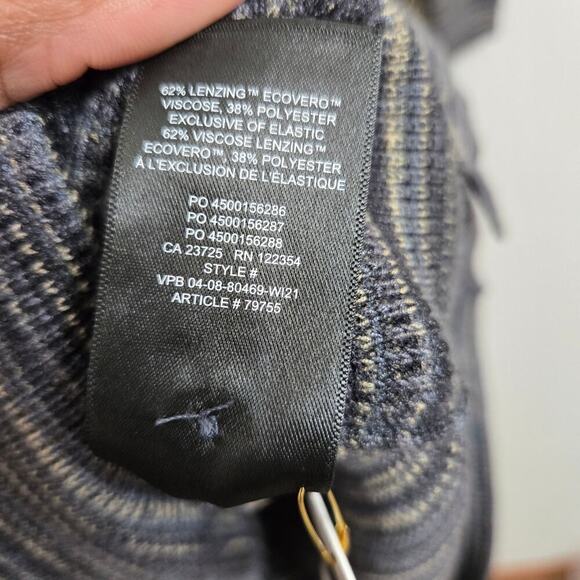 62% LENZING™ ECOVERO™
VISCOSE, 38% POLYESTER
EXCLUSIVE OF ELASTIC
62% VISCOSE LENZING™
ECOVERO™, 38% POLYESTER
À L'EXCLUSION DE L'ÉLASTIQUE
PO 4500156286
PO 4500156287
PO 4500156288
CA 23725 RN 122354
STYLE #
VPB 04-08-80469-WI21
ARTICLE # 79755